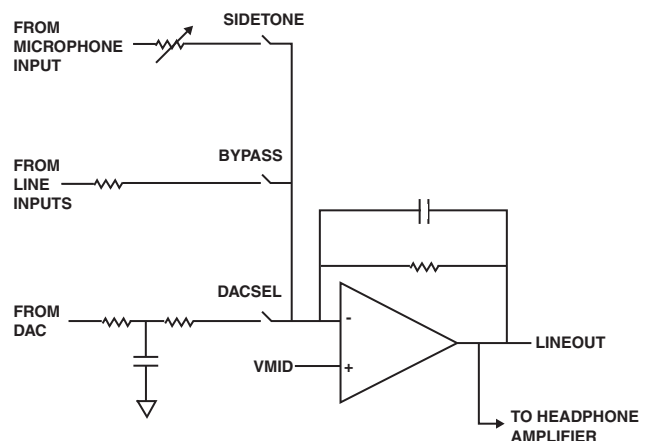 SIDETONE
FROM
MICROPHONE
INPUT
BYPASS
FROM
LINE
INPUTS
DACSEL
FROM
DAC
-
+
VMID
LINEOUT
TO HEADPHONE
AMPLIFIER